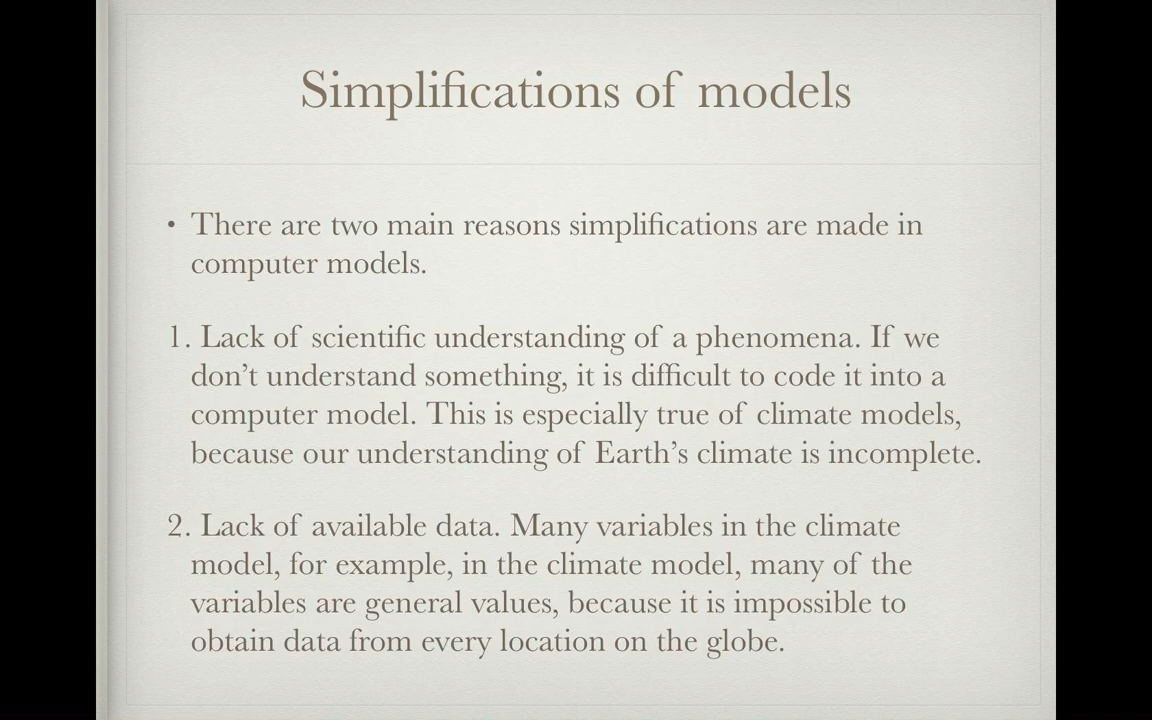 Simplifications of models
• There are two main reasons simplifications are made in
computer models.
1. Lack of scientific understanding of a phenomena. If we
don’t understand something, it is difficult to code it into a
computer model. This is especially true of climate models,
because our understanding of Earth’s climate is incomplete.
2. Lack of available data. Many variables in the climate
model, for example, in the climate model, many of the
variables are general values, because it is impossible to
obtain data from every location on the globe.